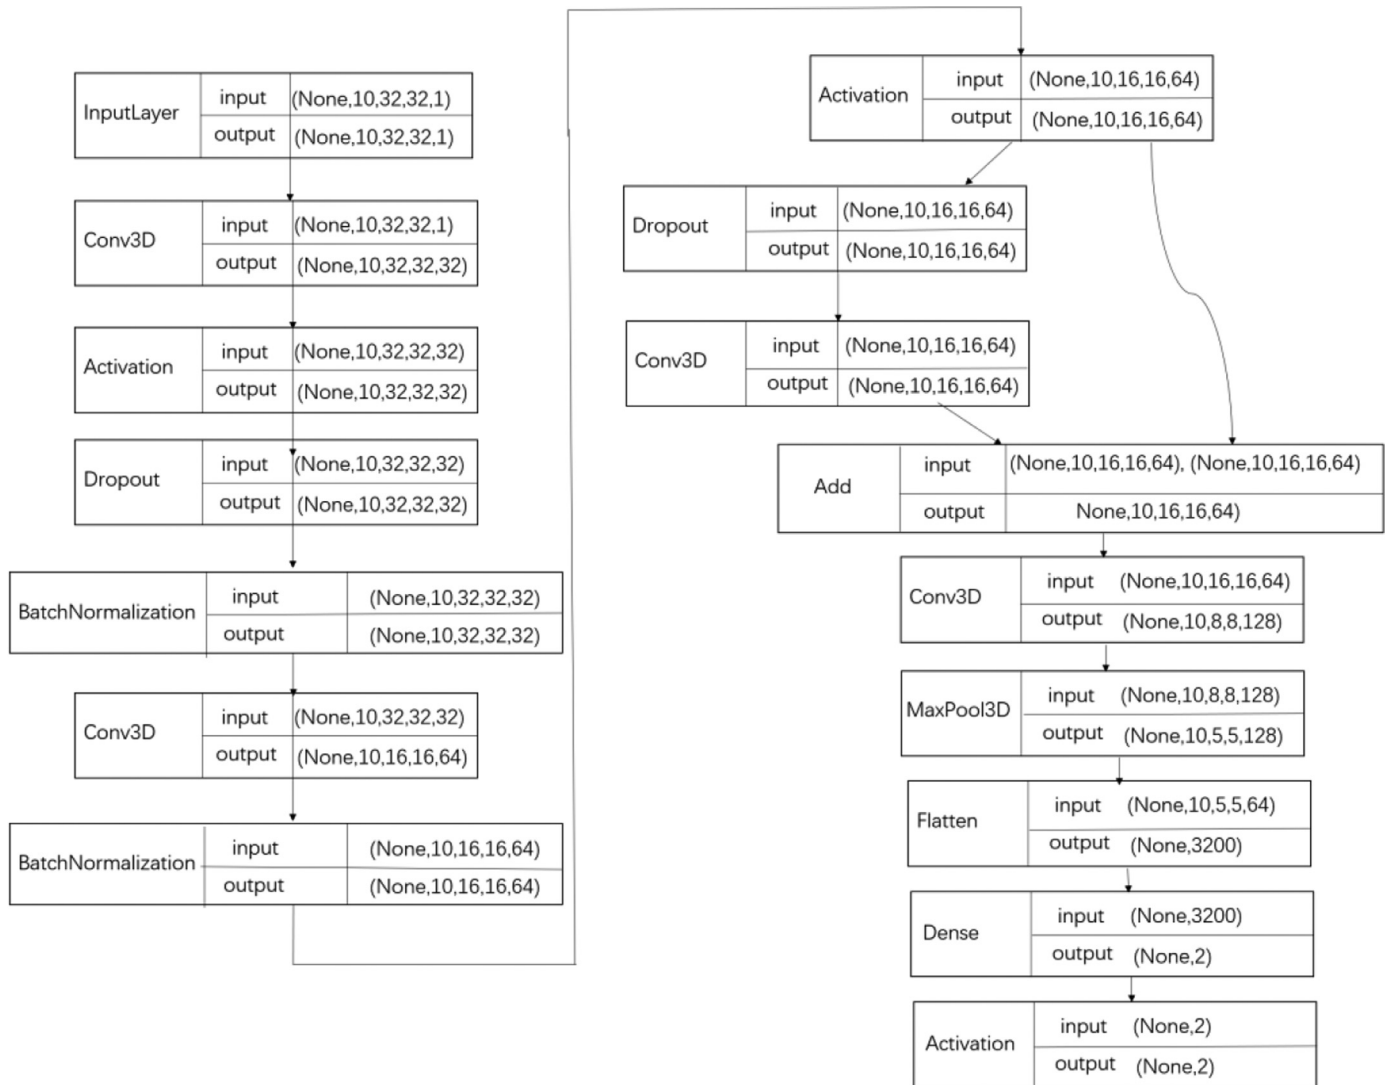 InputLayer
input (None,10,32,32,1)
output (None,10,32,32,1)
Conv3D
input (None,10,32,32,1)
output (None,10,32,32,32)
Activation
input (None,10,32,32,32)
output (None,10,32,32,32)
Dropout
input (None,10,32,32,32)
output (None,10,32,32,32)
BatchNormalization
input (None,10,32,32,32)
output (None,10,32,32,32)
Conv3D
input (None,10,32,32,32)
output (None,10,16,16,64)
BatchNormalization
input (None,10,16,16,64)
output (None,10,16,16,64)
Activation
input (None,10,16,16,64)
output (None,10,16,16,64)
Dropout
input (None,10,16,16,64)
output (None,10,16,16,64)
Conv3D
input (None,10,16,16,64)
output (None,10,16,16,64)
Add
input (None,10,16,16,64), (None,10,16,16,64)
output None,10,16,16,64)
Conv3D
input (None,10,16,16,64)
output (None,10,8,8,128)
MaxPool3D
input (None,10,8,8,128)
output (None,10,5,5,128)
Flatten
input (None,10,5,5,64)
output (None,3200)
Dense
input (None,3200)
output (None,2)
Activation
input (None,2)
output (None,2)